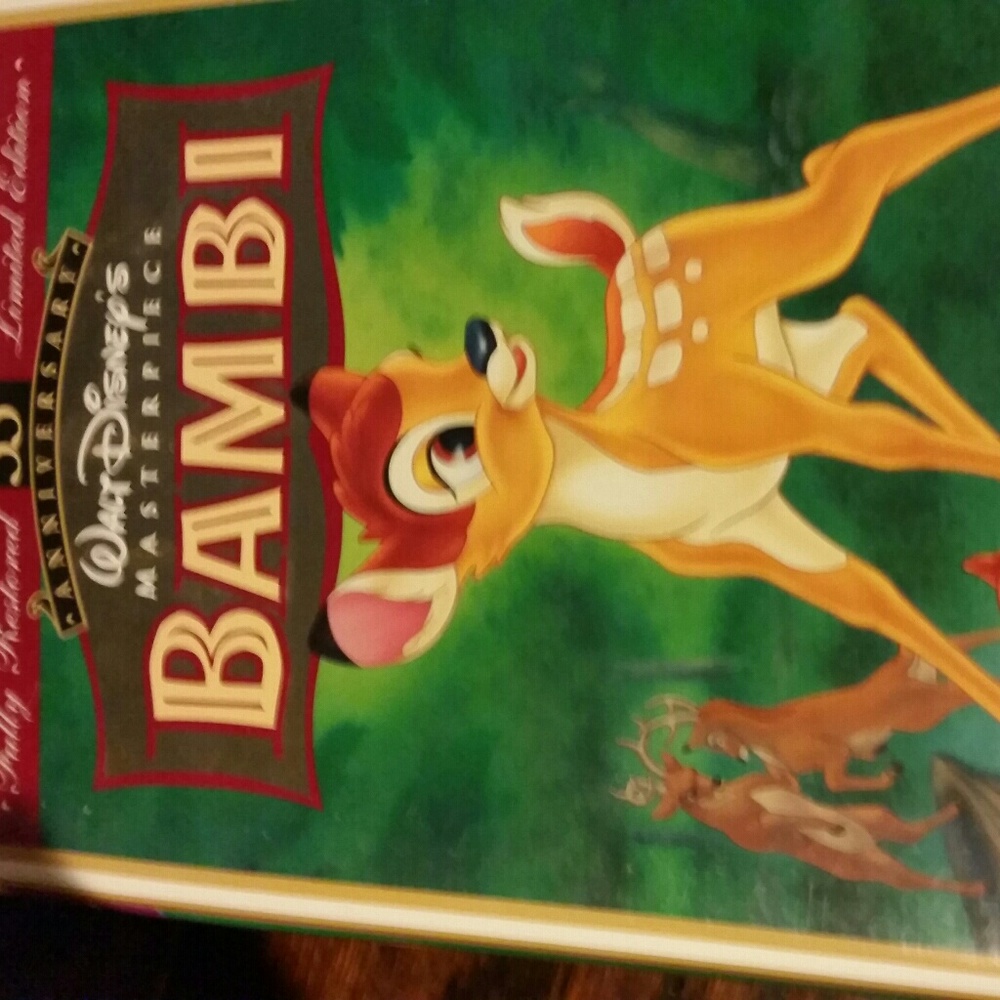 Fully Restored 55 Limited Edition
ANNIVERSARY
WALT DISNEY'S
MASTERPIECE
BAMBI